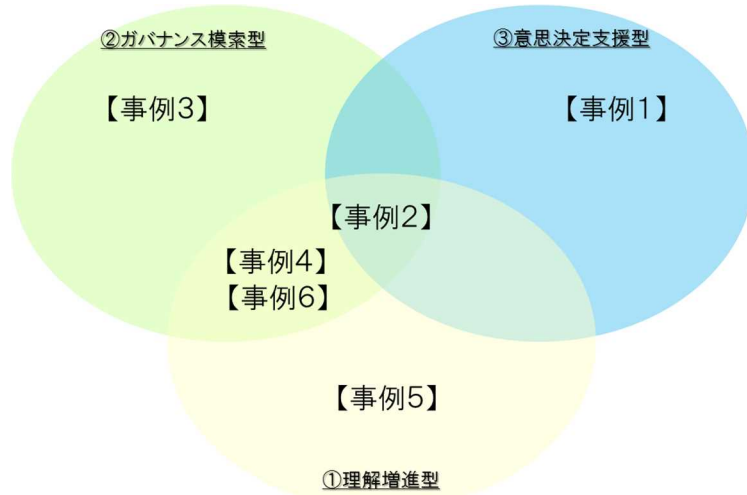 ②ガバナンス模索型
③意思決定支援型
【事例3】
【事例1】
【事例2】
【事例4】
【事例6】
【事例5】
①理解増進型